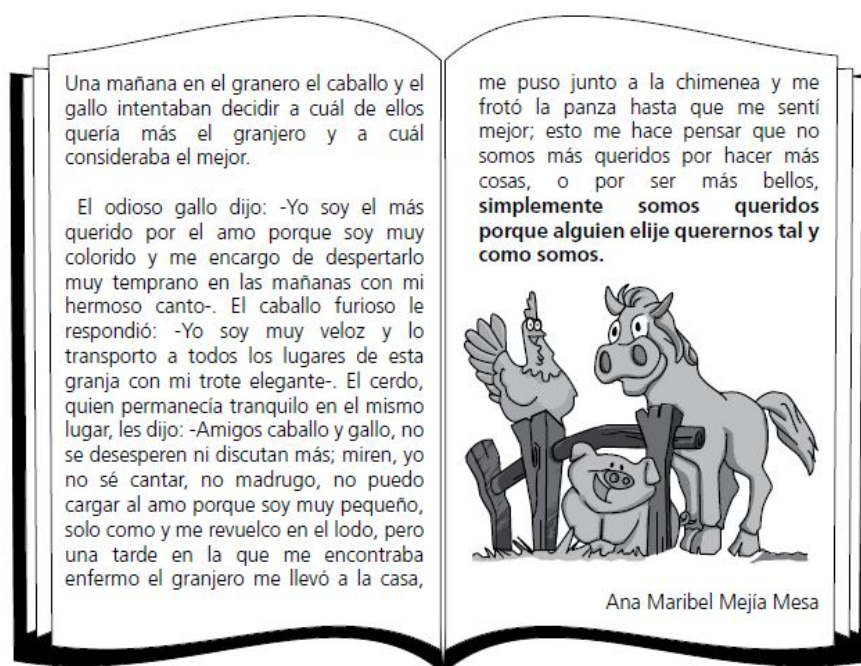 Una mañana en el granero el caballo y el
gallo intentaban decidir a cuál de ellos
quería más el granjero y a cuál
consideraba el mejor.
El odioso gallo dijo: -Yo soy el más
querido por el amo porque soy muy
colorido y me encargo de despertarlo
muy temprano en las mañanas con mi
hermoso canto-. El caballo furioso le
respondió: -Yo soy muy veloz y lo
transporto a todos los lugares de esta
granja con mi trote elegante-. El cerdo,
quien permanecía tranquilo en el mismo
lugar, les dijo: -Amigos caballo y gallo, no
se desesperen ni discutan más; miren, yo
no sé cantar, no madrugo, no puedo
cargar al amo porque soy muy pequeño,
solo como y me revuelco en el lodo, pero
una tarde en la que me encontraba
enfermo el granjero me llevó a la casa,
me puso junto a la chimenea y me
frotó la panza hasta que me sentí
mejor; esto me hace pensar que no
somos más queridos por hacer más
cosas, o por ser más bellos,
simplemente somos queridos
porque alguien elije querernos tal y
como somos.
Ana Maribel Mejía Mesa